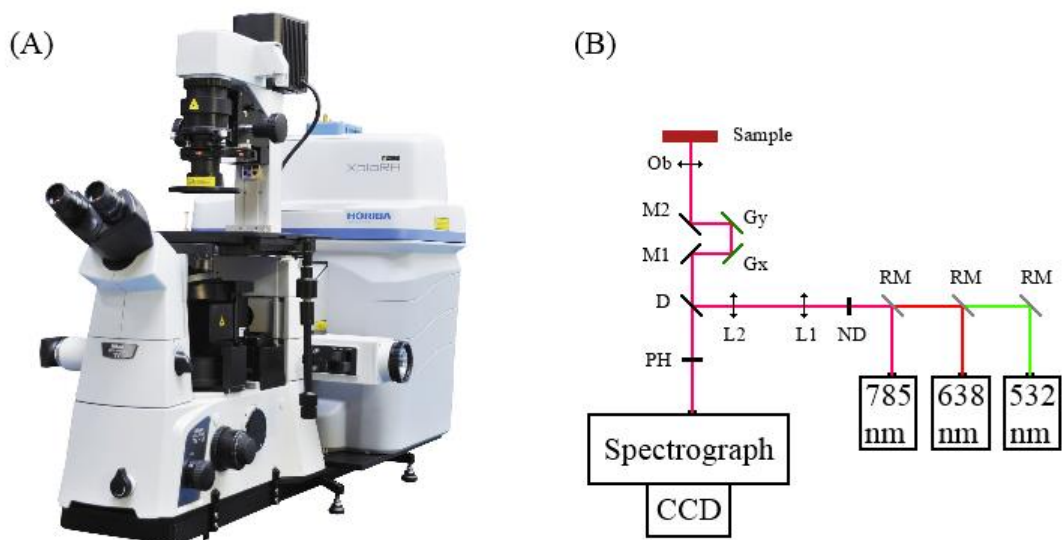 (A)
(B)
XploRA
HORIBA
Sample
Ob
M2
Gy
M1
Gx
RM
RM
RM
D
L2
L1
ND
PH
785
nm
638
nm
532
nm
Spectrograph
CCD